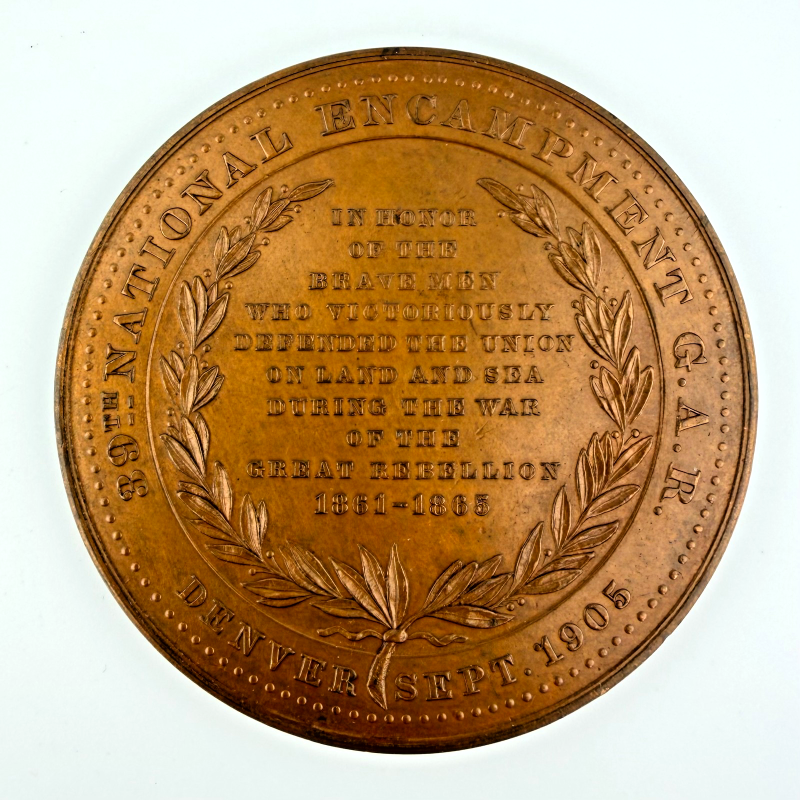 39TH NATIONAL ENCAMPMENT G.A.R.
IN HONOR
OF THE
BRAVE MEN
WHO VICTORIOUSLY
DEFENDED THE UNION
ON LAND AND SEA
DURING THE WAR
OF THE
GREAT REBELLION
1861-1865
DENVER SEPT. 1905